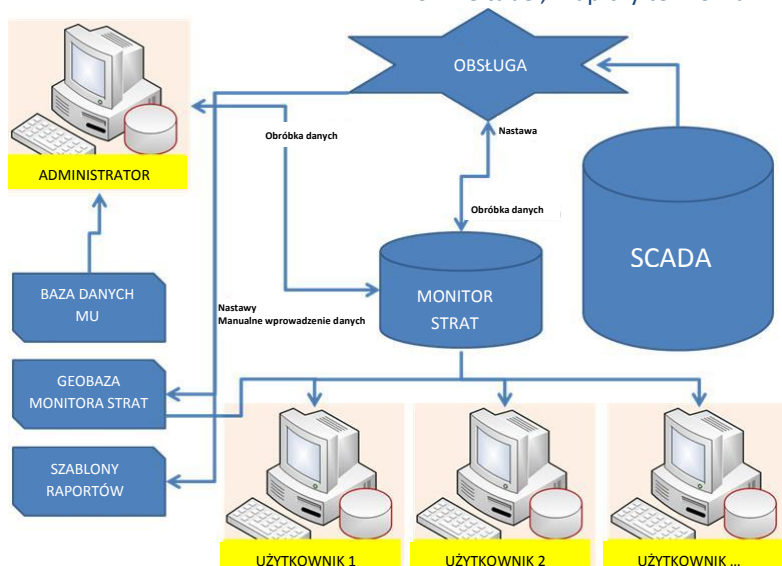 OBSŁUGA
Obróbka danych
Nastawa
ADMINISTRATOR
Obróbka danych
SCADA
BAZA DANYCH
MU
MONITOR
STRAT
Nastawy
Manualne wprowadzenie danych
GEOBAZA
MONITORA STRAT
SZABLONY
RAPORTÓW
UŻYTKOWNIK 1
UŻYTKOWNIK 2
UŻYTKOWNIK ...